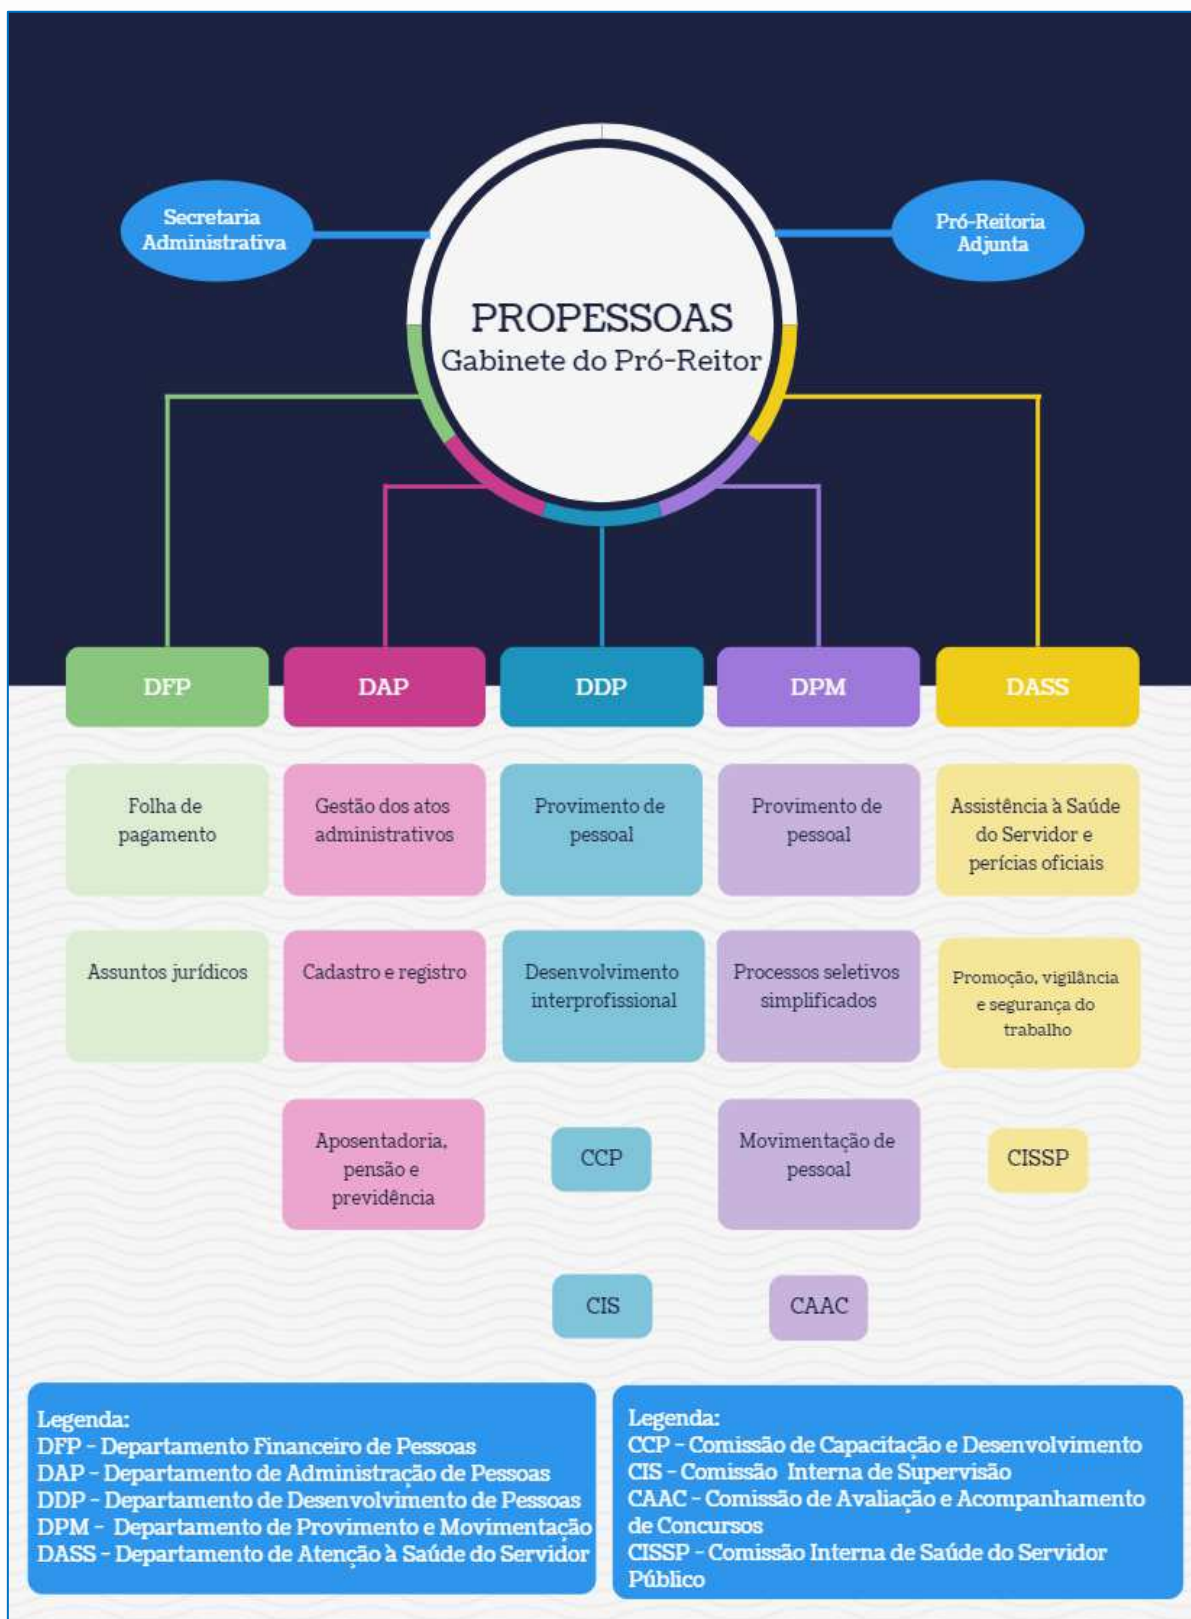 Secretaria
Administrativa
Pró-Reitoria
Adjunta
PROPESSOAS
Gabinete do Pró-Reitor
DFP
DAP
DDP
DPM
DASS
Folha de
pagamento
Gestão dos atos
administrativos
Provimento de
pessoal
Provimento de
pessoal
Assistência à Saúde
do Servidor e
perícias oficiais
Assuntos jurídicos
Cadastro e registro
Desenvolvimento
interprofissional
Processos seletivos
simplificados
Promoção, vigilância
e segurança do
trabalho
Aposentadoria,
pensão e
previdência
CCP
Movimentação de
pessoal
CISSP
CIS
CAAC
Legenda:
DFP - Departamento Financeiro de Pessoas
DAP - Departamento de Administração de Pessoas
DDP - Departamento de Desenvolvimento de Pessoas
DPM - Departamento de Provimento e Movimentação
DASS - Departamento de Atenção à Saúde do Servidor
Legenda:
CCP - Comissão de Capacitação e Desenvolvimento
CIS - Comissão Interna de Supervisão
CAAC - Comissão de Avaliação e Acompanhamento
de Concursos
CISSP - Comissão Interna de Saúde do Servidor
Público